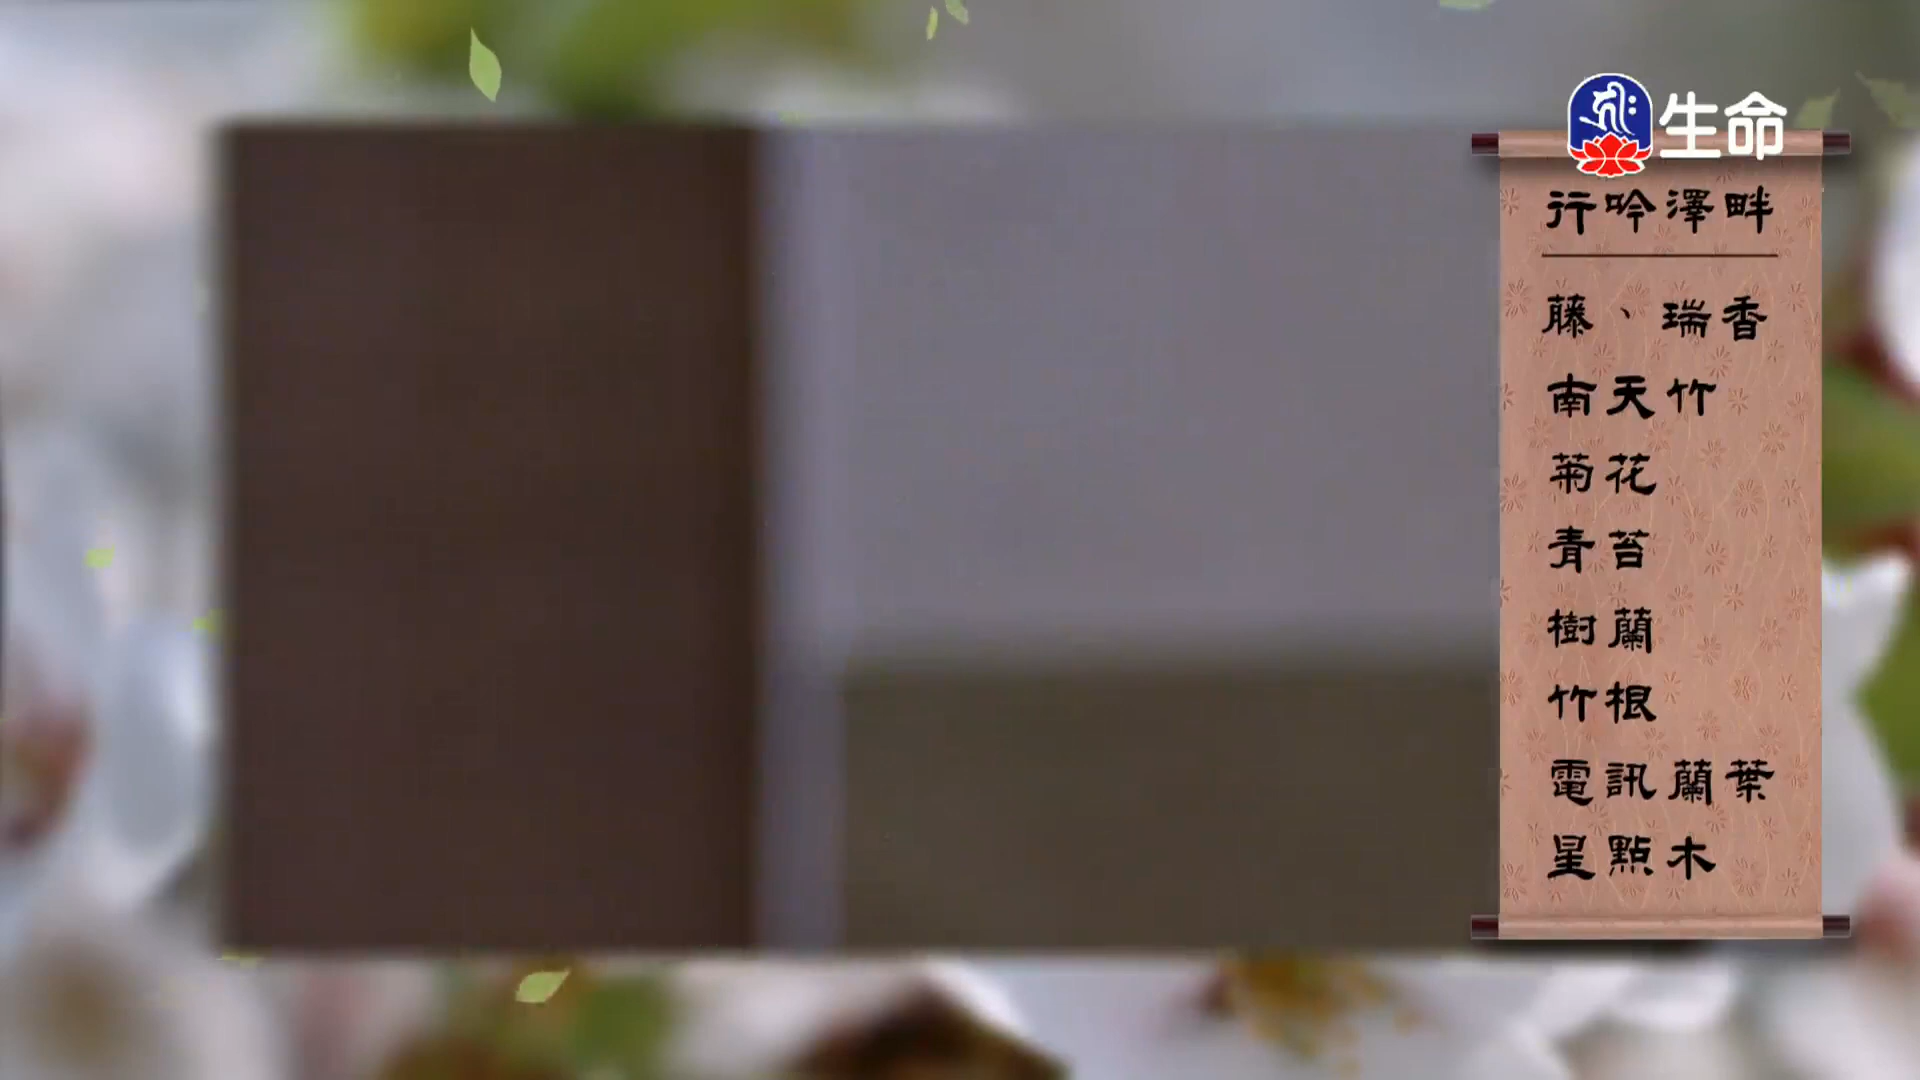 生命
行吟澤畔
藤、瑞香
南天竹
菊花
青苔
樹蘭
竹根
電訊蘭葉
星點木